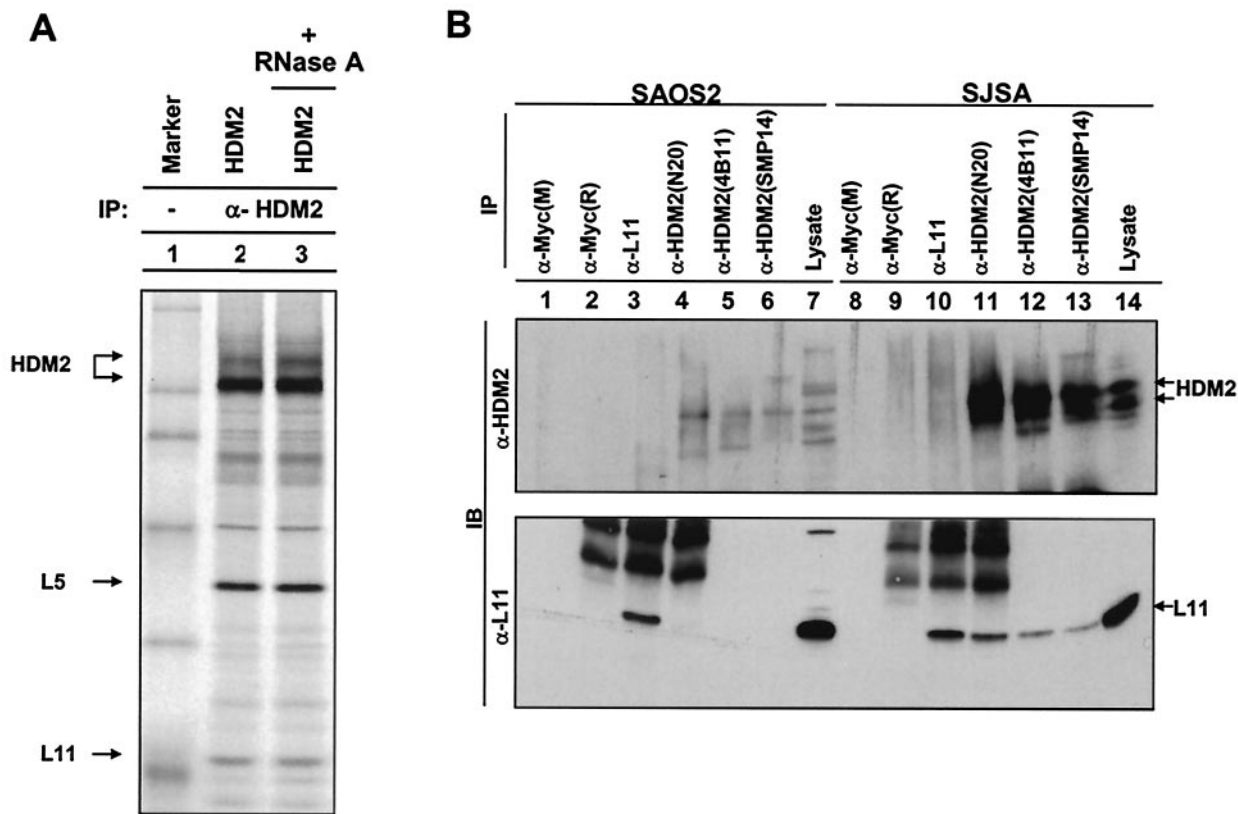 A
+
RNase A
Marker
HDM2
HDM2
IP: - α- HDM2
1 2 3
HDM2
L5
L11
B
SAOS2 SJSA
IP
α-Myc(M)
α-Myc(R)
α-L11
α-HDM2(N20)
α-HDM2(4B11)
α-HDM2(SMP14)
Lysate
α-Myc(M)
α-Myc(R)
α-L11
α-HDM2(N20)
α-HDM2(4B11)
α-HDM2(SMP14)
Lysate
1 2 3 4 5 6 7 8 9 10 11 12 13 14
IB
α-HDM2
HDM2
α-L11
L11